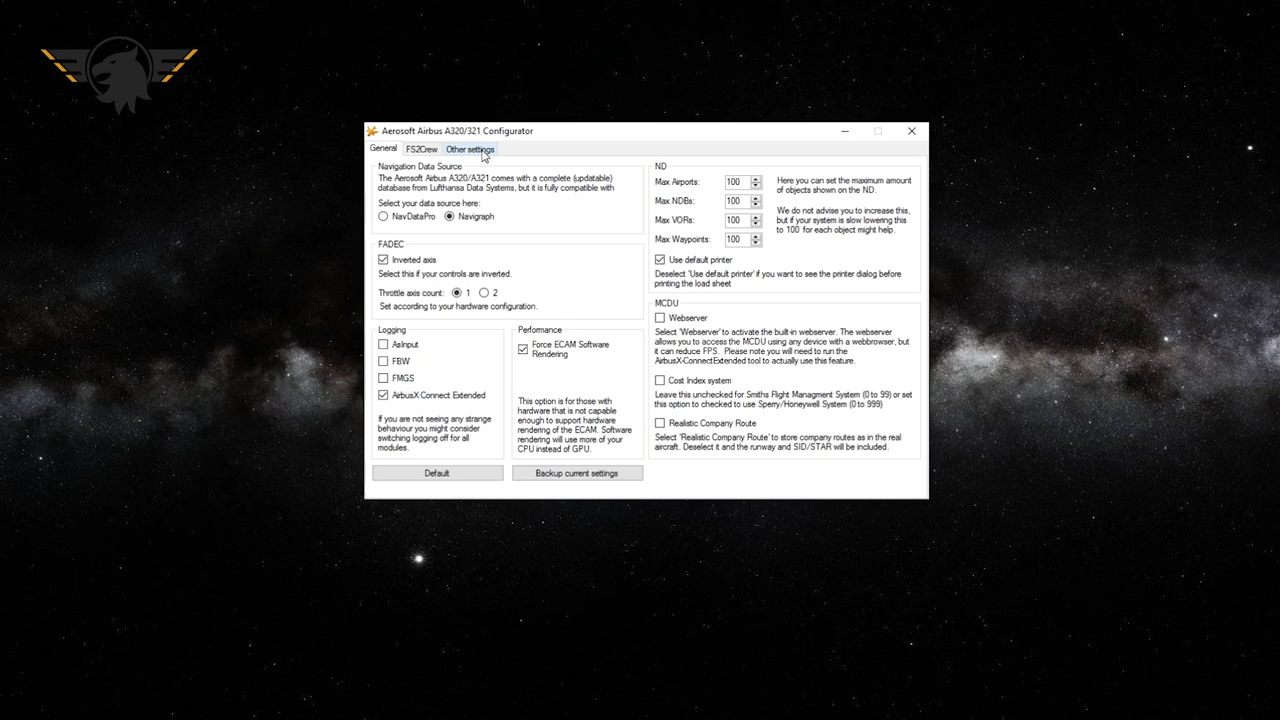 Aerosoft Airbus A320/321 Configurator
General
FS2Crew
Other settings
Navigation Data Source
The Aerosoft Airbus A320/A321 comes with a complete (updatable)
database from Lufthansa Data Systems, but it is fully compatible with
Select your data source here:
NavDataPro
Navigraph
FADEC
Inverted axis
Select this if your controls are inverted.
Throttle axis count:
1
2
Set according to your hardware configuration.
Logging
AsInput
FBW
FMGS
AirbusX Connect Extended
If you are not seeing any strange
behaviour you might consider
switching logging off for all
modules.
Perfomance
Force ECAM Software
Rendering
This option is for those with
hardware that is not capable
enough to support hardware
rendering of the ECAM. Software
rendering will use more of your
CPU instead of GPU.
Default
Backup current settings
ND
Max Airports:
100
Max NDBs:
100
Max VORs:
100
Max Waypoints:
100
Here you can set the maximum amount
of objects shown on the ND.
We do not advise you to increase this,
but if your system is slow lowering this
to 100 for each object might help.
Use default printer
Deselect 'Use default printer' if you want to see the printer dialog before
printing the load sheet
MCDU
Webserver
Select 'Webserver' to activate the built-in webserver. The webserver
allows you to access the MCDU using any device with a webbrowser, but
it can reduce FPS. Please note you will need to run the
AirbusX-ConnectExtended tool to actually use this feature.
Cost Index system
Leave this unchecked for Smiths Flight Managment System (0 to 99) or set
this option to checked to use Sperry/Honeywell System (0 to 999)
Realistic Company Route
Select 'Realistic Company Route' to store company routes as in the real
aircraft. Deselect it and the runway and SID/STAR will be included.